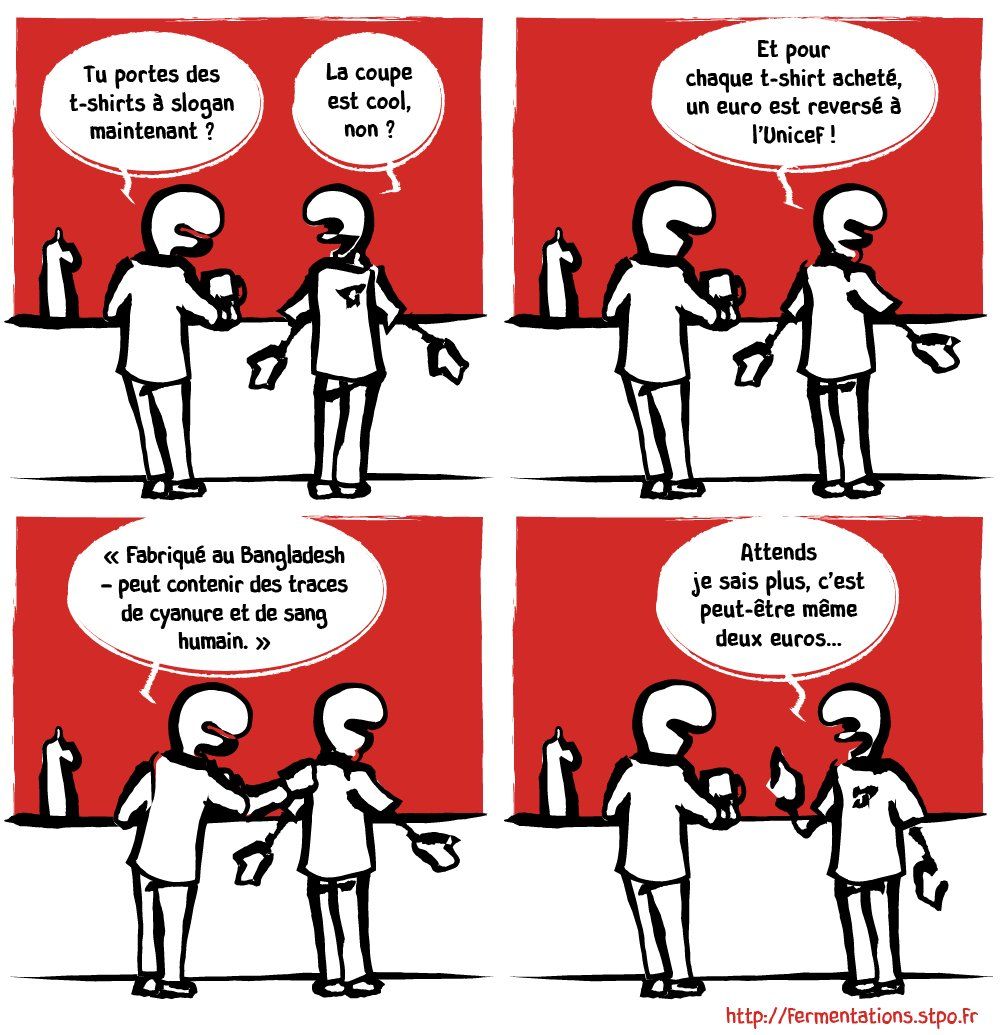 Tu portes des
t-shirts à slogan
maintenant ?
La coupe
est cool,
non ?
Et pour
chaque t-shirt acheté,
un euro est reversé à
l'Unicef !
« Fabriqué au Bangladesh
– peut contenir des traces
de cyanure et de sang
humain. »
Attends
je sais plus, c'est
peut-être même
deux euros...
http://fermentations.stpo.fr